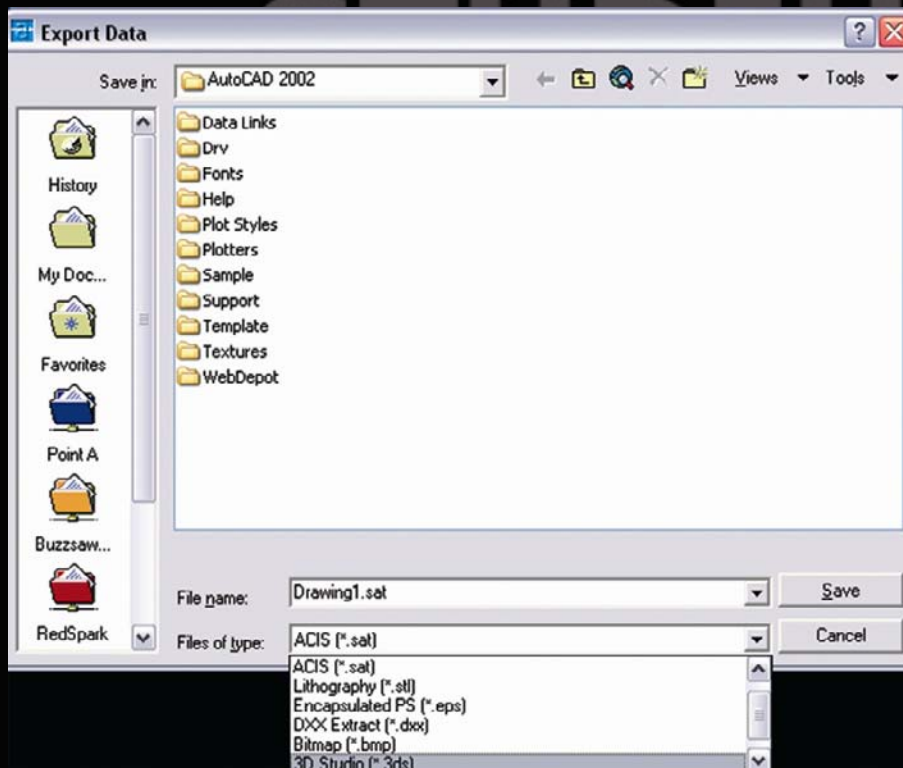 Export Data
Save in: AutoCAD 2002 Views Tools
Data Links
Drv
Fonts
Help
Plot Styles
Plotters
Sample
Support
Template
Textures
WebDepot
History
My Doc...
Favorites
Point A
Buzzsaw...
RedSpark
File name: Drawing1.sat Save
Files of type: ACIS (*.sat) Cancel
ACIS (*.sat)
Lithography (*.stl)
Encapsulated PS (*.eps)
DXX Extract (*.dxx)
Bitmap (*.bmp)
3D Studio (*.3ds)